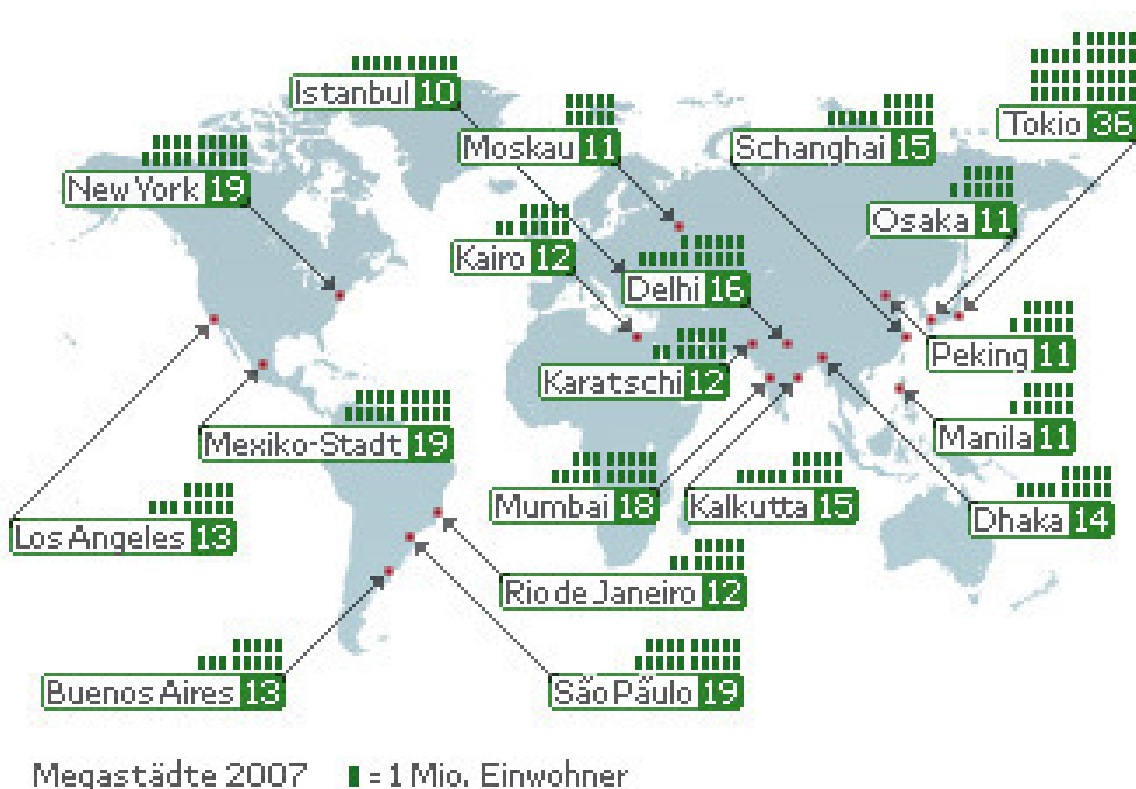 Istanbul 10
Tokio 36
Moskau 11
Schanghai 15
New York 19
Osaka 11
Kairo 12
Delhi 16
Peking 11
Karatschi 12
Manila 11
Mexiko-Stadt 19
Mumbai 18
Kalkutta 15
Dhaka 14
Los Angeles 13
Rio de Janeiro 12
Buenos Aires 13
São Pãulo 19
Megastädte 2007 = 1 Mio. Einwohner